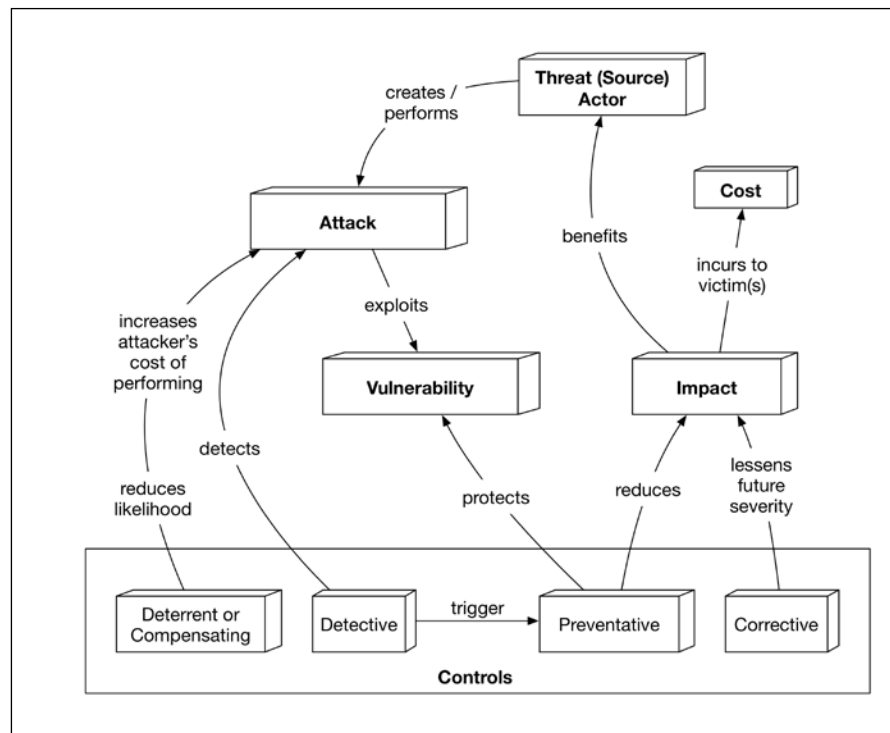 Threat (Source)
Actor
creates /
performs
Cost
Attack
benefits
incurs to
victim(s)
exploits
increases
attacker's
cost of
performing
Vulnerability
Impact
detects
lessens
future
severity
reduces
likelihood
protects
reduces
Deterrent or
Compensating
Detective
trigger
Preventative
Corrective
Controls